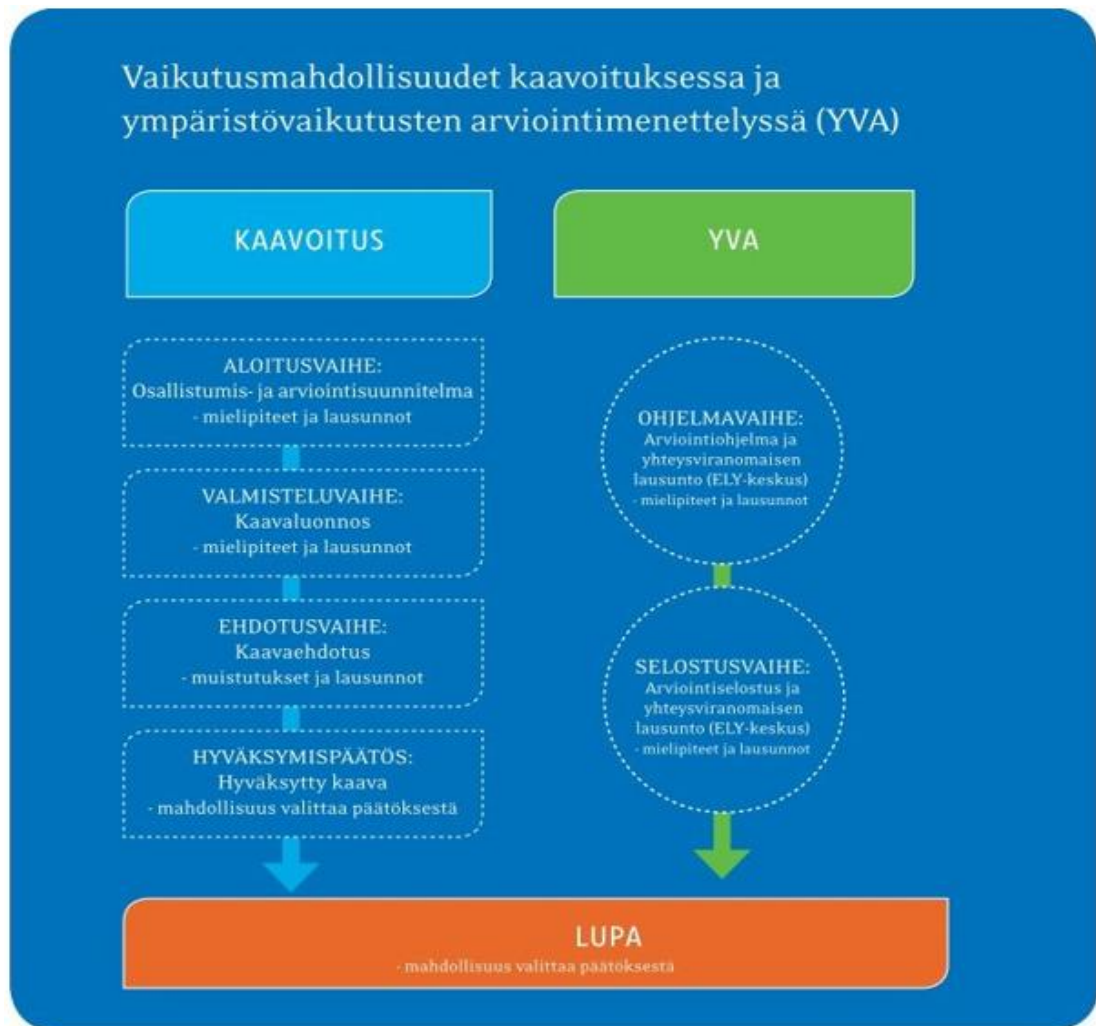 Vaikutusmahdollisuudet kaavoituksessa ja
ympäristövaikutusten arviointimenettelyssä (YVA)
KAAVOITUS
ALOITUSVAIHE:
Osallistumis- ja arviointisuunnitelma
- mielipiteet ja lausunnot
VALMISTELUVAIHE:
Kaavaluonnos
- mielipiteet ja lausunnot
EHDOTUSVAIHE:
Kaavaehdotus
- muistutukset ja lausunnot
HYVÄKSYMISPÄÄTÖS:
Hyväksytty kaava
- mahdollisuus valittaa päätöksestä
YVA
OHJELMAVAIHE:
Arviointiohjelma ja
yhteysviranomaisen
lausunto (ELY-keskus)
- mielipiteet ja lausunnot
SELOSTUSVAIHE:
Arviointiselostus ja
yhteysviranomaisen
lausunto (ELY-keskus)
- mielipiteet ja lausunnot
LUPA
- mahdollisuus valittaa päätöksestä